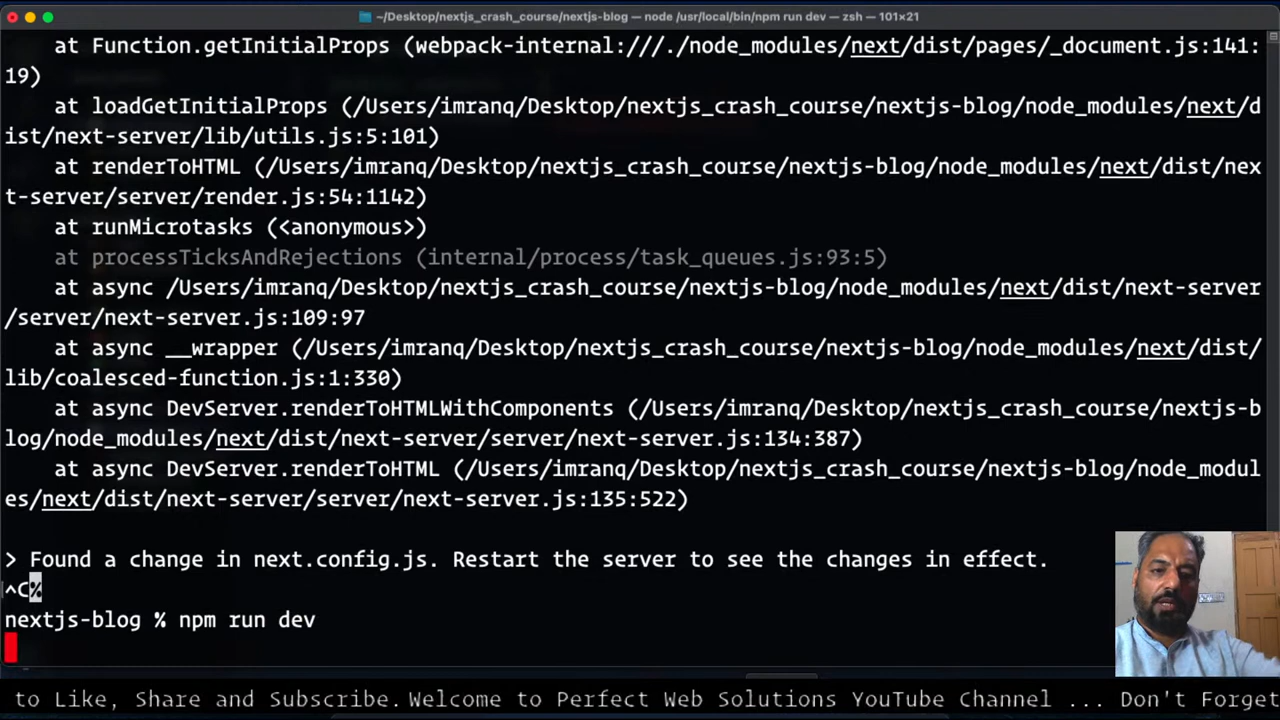 ~/Desktop/nextjs_crash_course/nextjs-blog — node /usr/local/bin/npm run dev — zsh — 101×21
at Function.getInitialProps (webpack-internal:///./node_modules/next/dist/pages/_document.js:141:
19)
at loadGetInitialProps (/Users/imranq/Desktop/nextjs_crash_course/nextjs-blog/node_modules/next/d
ist/next-server/lib/utils.js:5:101)
at renderToHTML (/Users/imranq/Desktop/nextjs_crash_course/nextjs-blog/node_modules/next/dist/nex
t-server/server/render.js:54:1142)
at runMicrotasks (<anonymous>)
at processTicksAndRejections (internal/process/task_queues.js:93:5)
at async /Users/imranq/Desktop/nextjs_crash_course/nextjs-blog/node_modules/next/dist/next-server
/server/next-server.js:109:97
at async __wrapper (/Users/imranq/Desktop/nextjs_crash_course/nextjs-blog/node_modules/next/dist/
lib/coalesced-function.js:1:330)
at async DevServer.renderToHTMLWithComponents (/Users/imranq/Desktop/nextjs_crash_course/nextjs-b
log/node_modules/next/dist/next-server/server/next-server.js:134:387)
at async DevServer.renderToHTML (/Users/imranq/Desktop/nextjs_crash_course/nextjs-blog/node_modul
es/next/dist/next-server/server/next-server.js:135:522)
> Found a change in next.config.js. Restart the server to see the changes in effect.
^C%
nextjs-blog % npm run dev
to Like, Share and Subscribe. Welcome to Perfect Web Solutions YouTube Channel ... Don't Forget